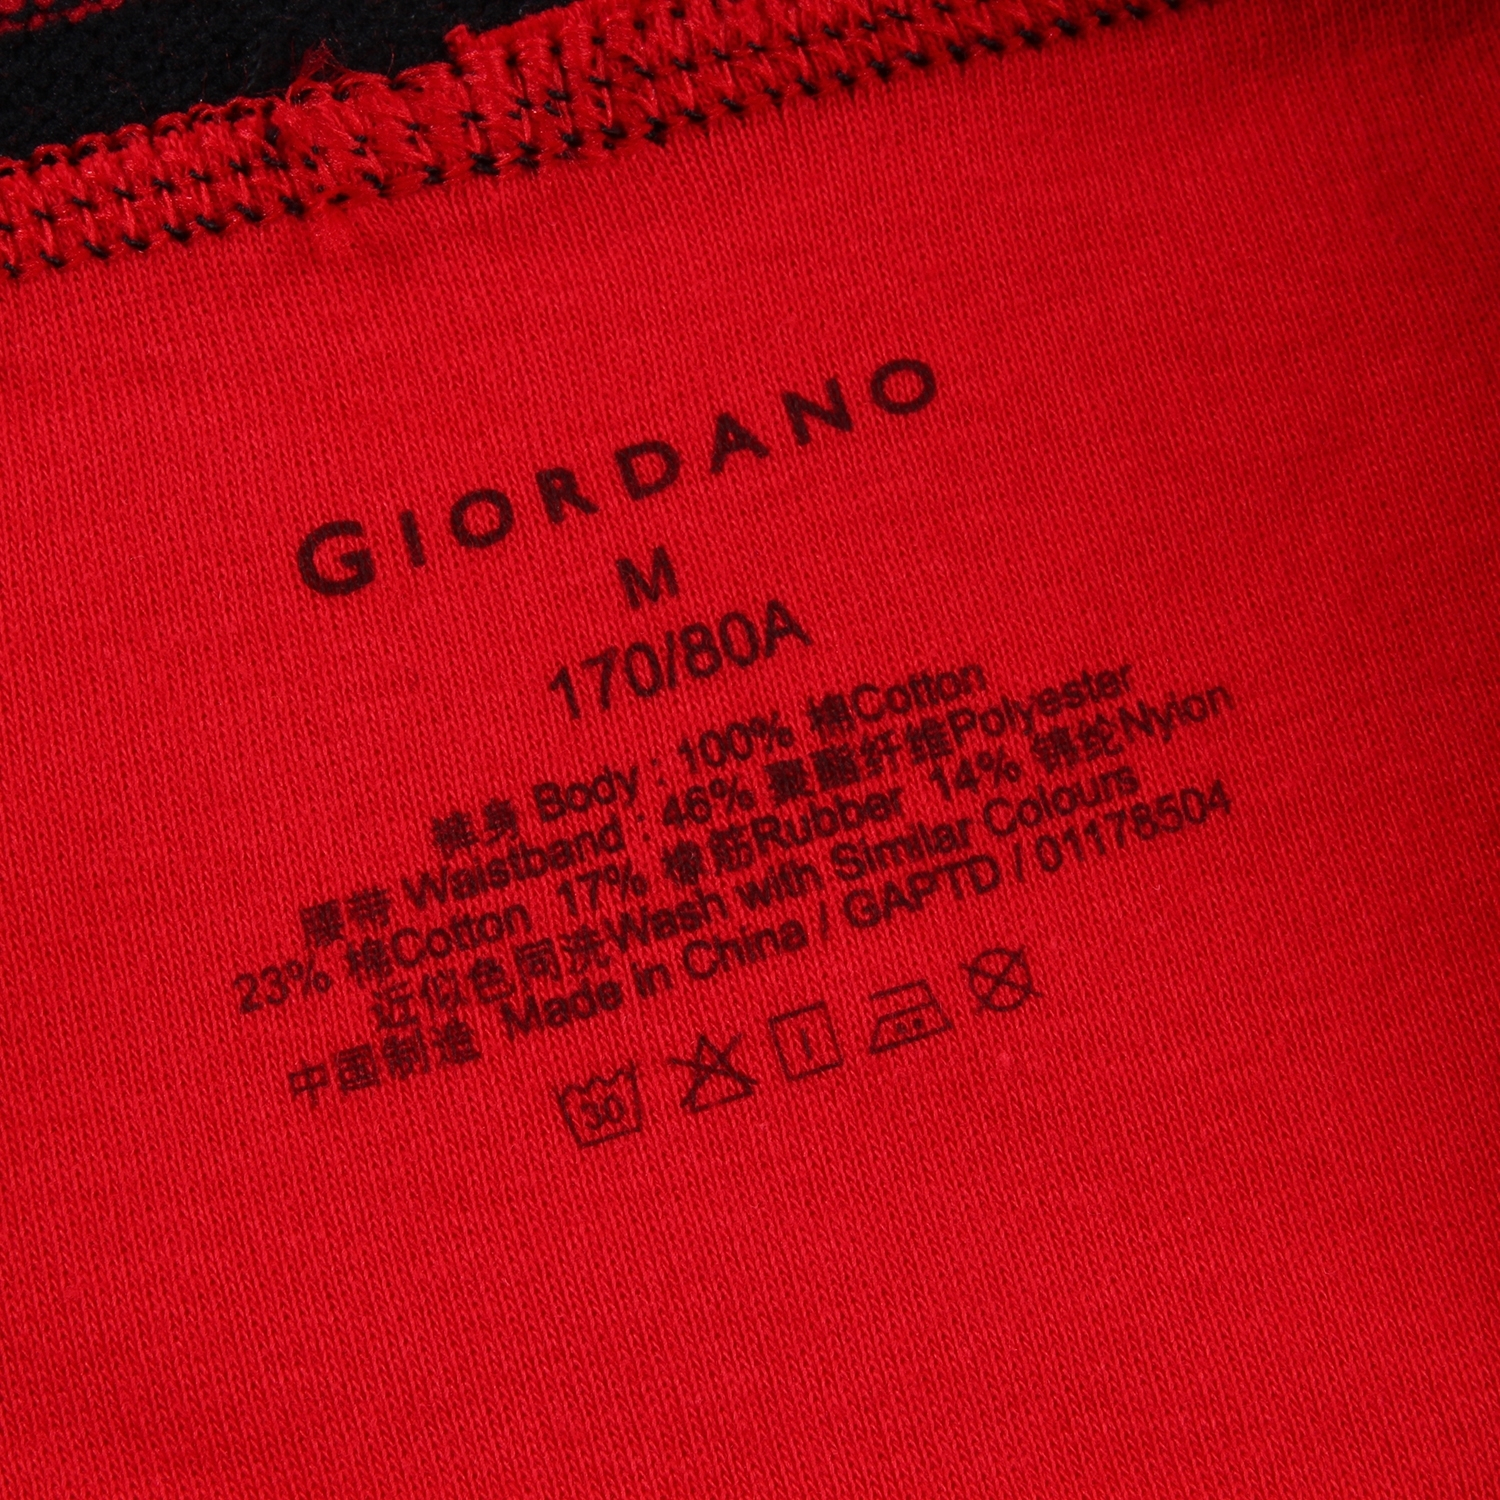 GIORDANO
M
170/80A
维身 Body : 100% 棉Cotton
腰带 Waistband : 46% 聚酯纤维Polyester
23% 棉Cotton 17% 橡筋Rubber 14% 锦纶Nylon
近似色同洗Wash with Similar Colours
中国制造 Made in China / GAPTD / 01178504
30